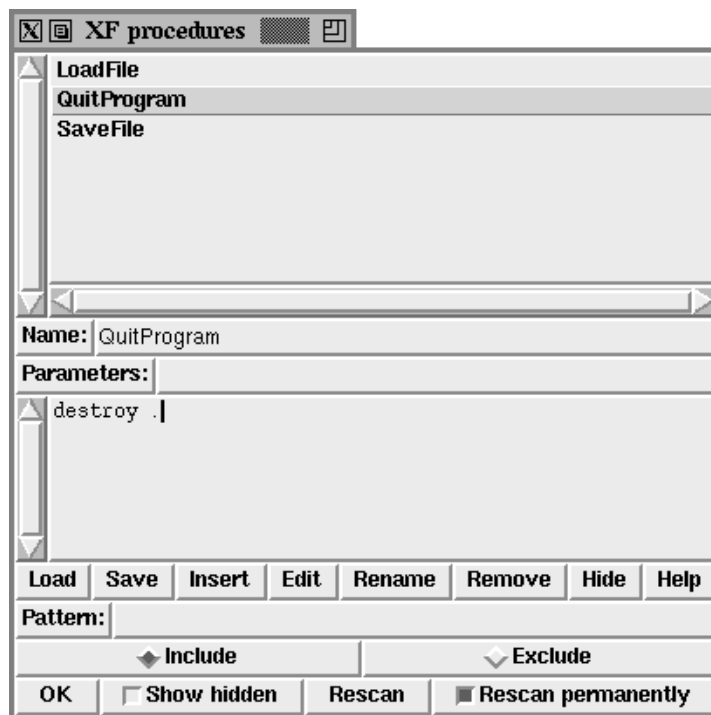 XF procedures
LoadFile
QuitProgram
SaveFile
Name: QuitProgram
Parameters:
destroy .
Load Save Insert Edit Rename Remove Hide Help
Pattern:
Include Exclude
OK Show hidden Rescan Rescan permanently